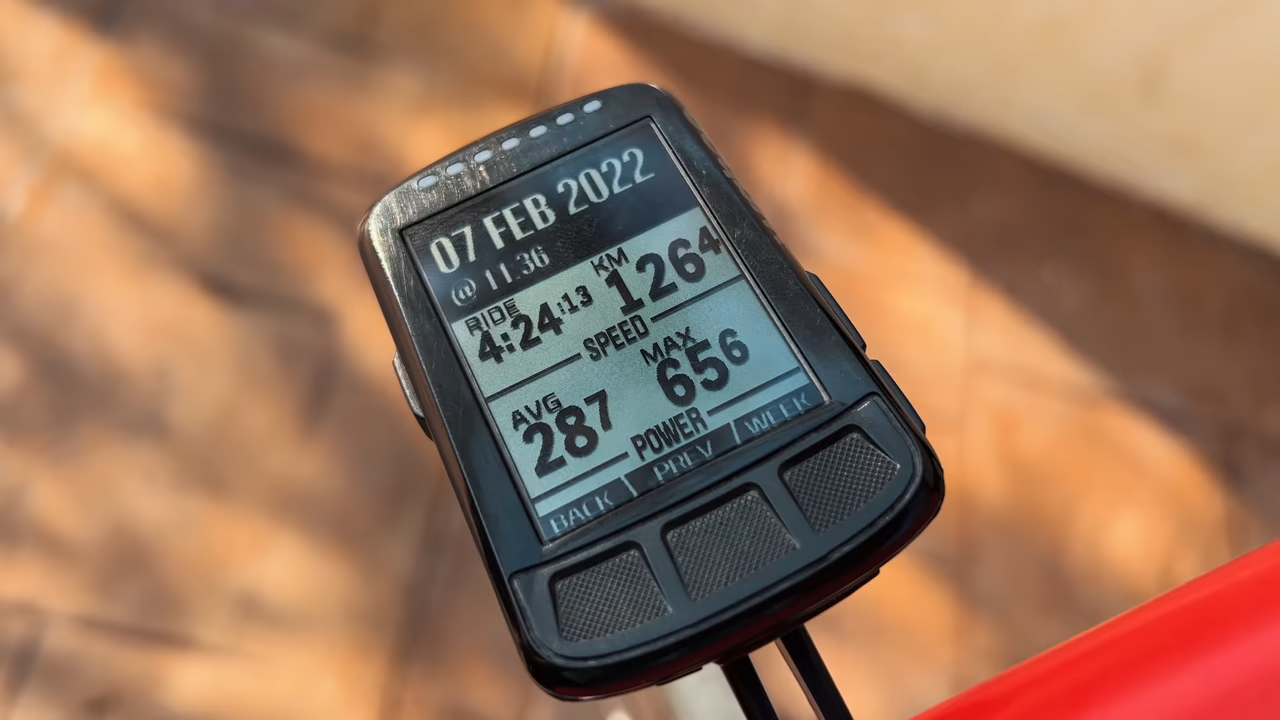 07 FEB 2022
@ 11:36
RIDE KM
4:24:13 126⁴
SPEED
AVG MAX
28⁷ 65⁶
POWER
BACK PREV WEEK